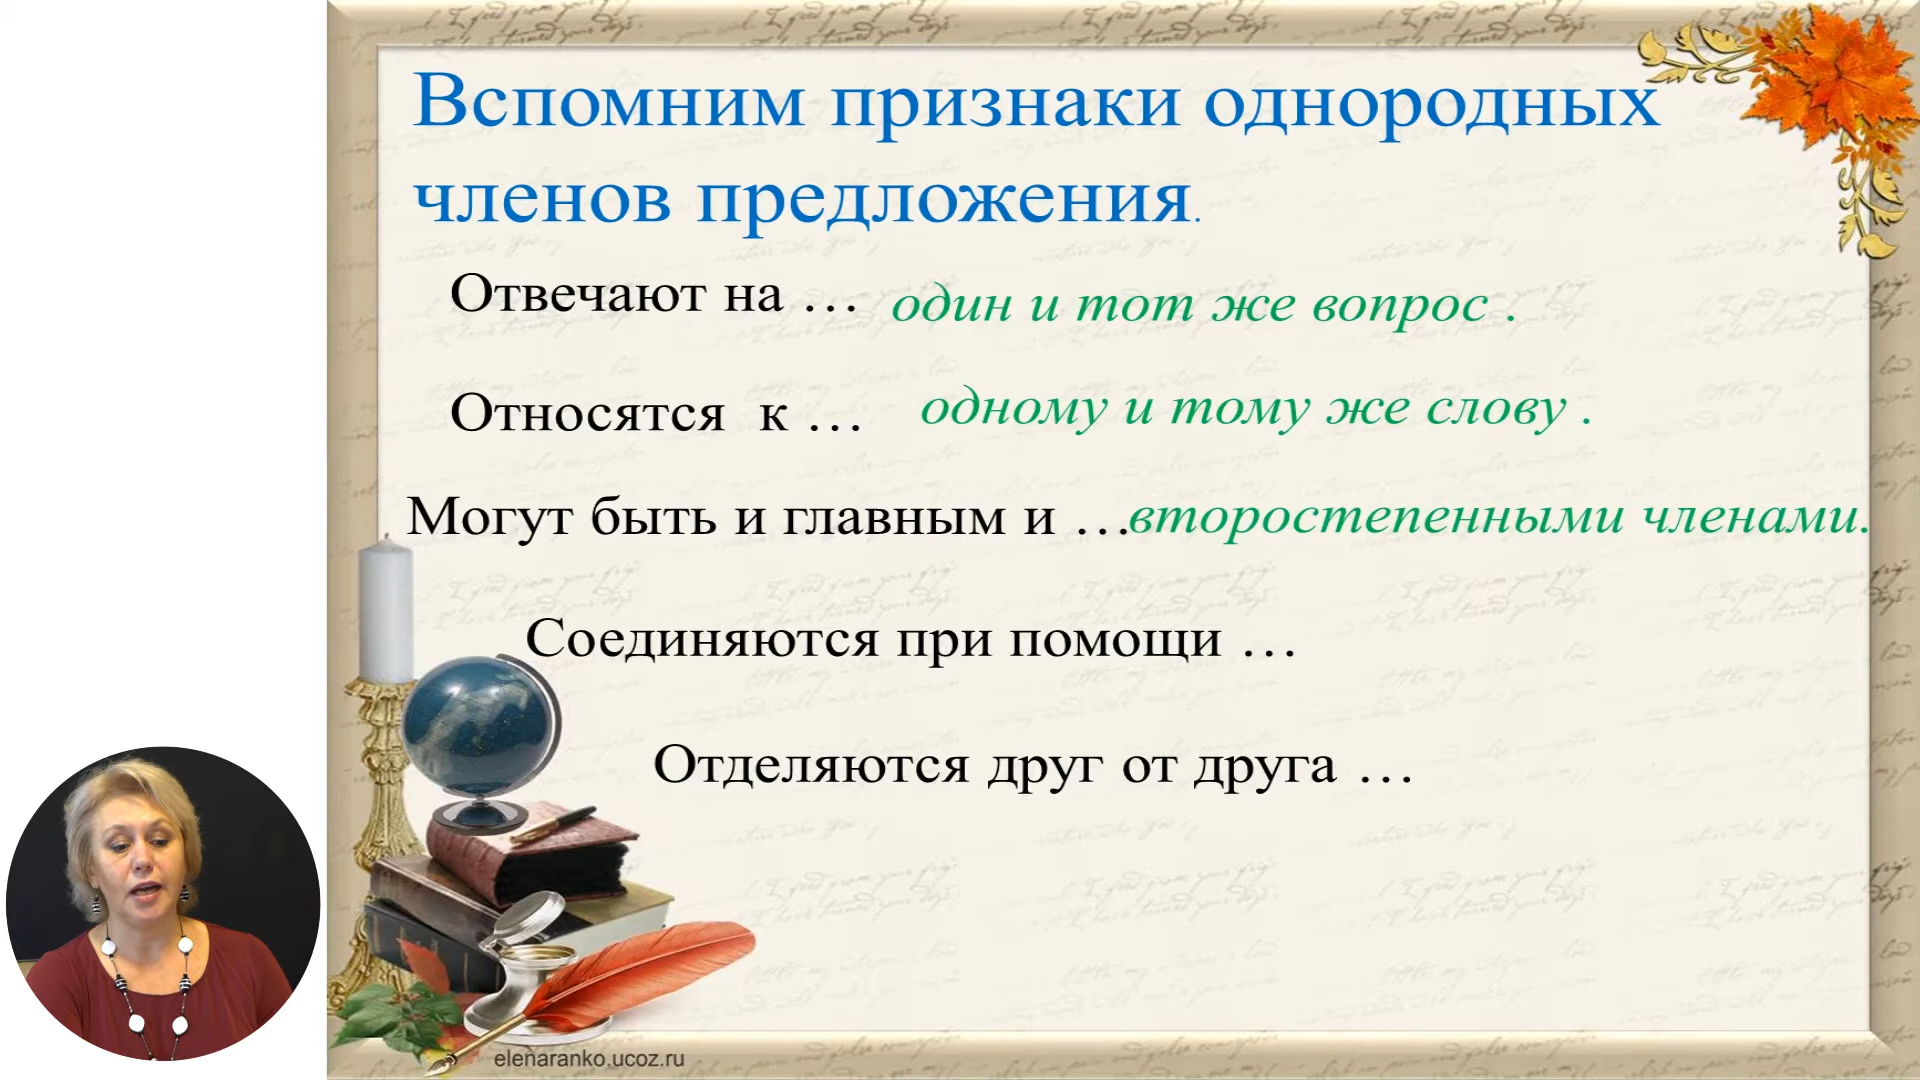 Вспомним признаки однородных
членов предложения.
Отвечают на … один и тот же вопрос .
Относятся к … одному и тому же слову .
Могут быть и главным и …второстепенными членами.
Соединяются при помощи …
Отделяются друг от друга …
elenaranko.ucoz.ru